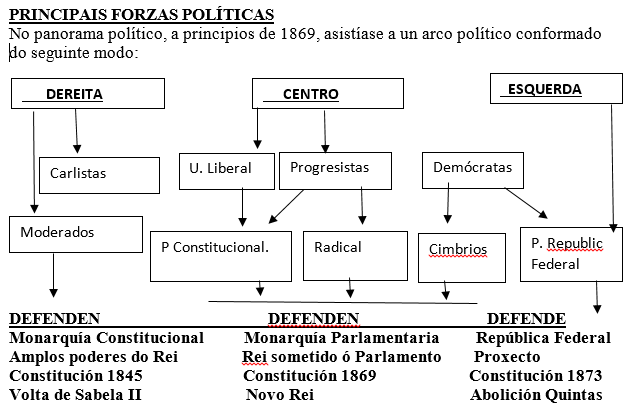 PRINCIPAIS FORZAS POLÍTICAS
No panorama político, a principios de 1869, asistíase a un arco político conformado
do seguinte modo:
DEREITA
CENTRO
ESQUERDA
Carlistas
U. Liberal
Progresistas
Demócratas
Moderados
P Constitucional.
Radical
Cimbrios
P. Republic
Federal
DEFENDEN DEFENDEN DEFENDE
Monarquía Constitucional Monarquía Parlamentaria República Federal
Amplos poderes do Rei Rei sometido ó Parlamento Proxecto
Constitución 1845 Constitución 1869 Constitución 1873
Volta de Sabela II Novo Rei Abolición Quintas